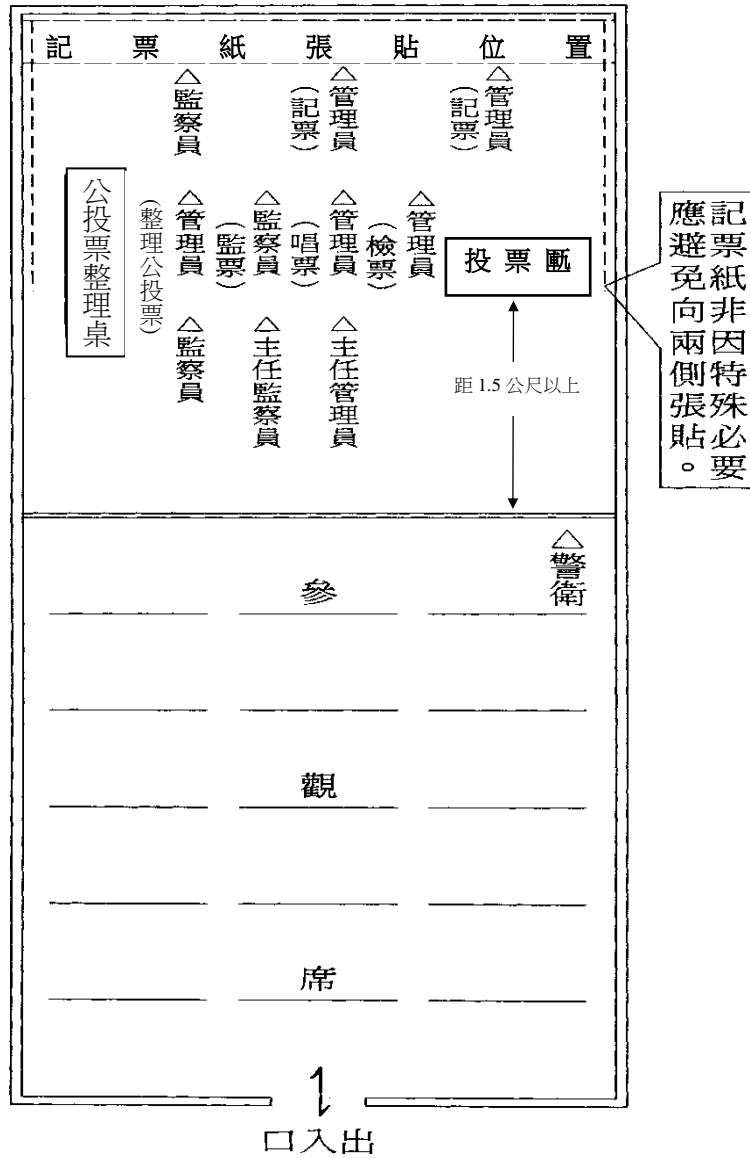 記票紙張貼位置
△監察員
△管理員
(記票)
△管理員
(記票)
公投票整理桌
△管理員
(整理公投票)
△監察員
(監票)
△管理員
(唱票)
△管理員
(檢票)
投票匭
△監察員
△主任監察員
△主任管理員
距 1.5 公尺以上
記票紙非因特殊必要
應避免向兩側張貼。
△警衛
參
觀
席
口入出